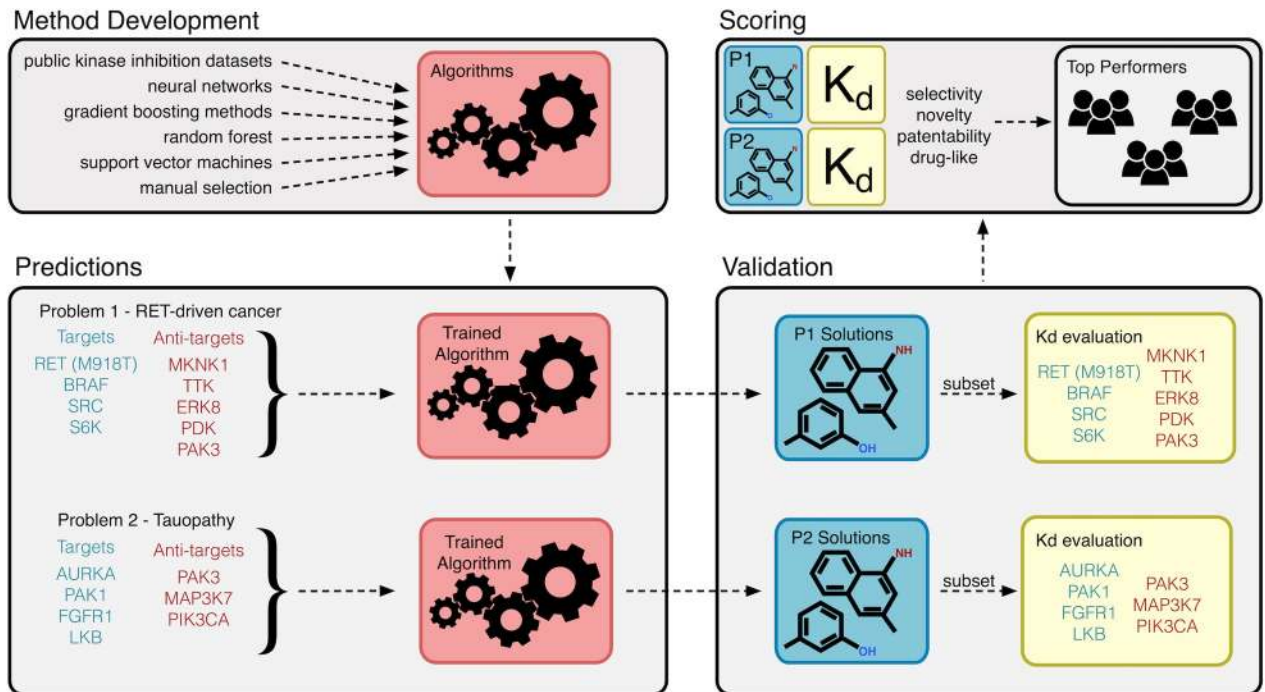 Method Development
public kinase inhibition datasets
neural networks
gradient boosting methods
random forest
support vector machines
manual selection
Algorithms
Scoring
P1
N
O
Kd
P2
N
O
Kd
selectivity
novelty
patentability
drug-like
Top Performers
Predictions
Problem 1 - RET-driven cancer
Targets
RET (M918T)
BRAF
SRC
S6K
Anti-targets
MKNK1
TTK
ERK8
PDK
PAK3
Trained
Algorithm
Problem 2 - Tauopathy
Targets
AURKA
PAK1
FGFR1
LKB
Anti-targets
PAK3
MAP3K7
PIK3CA
Trained
Algorithm
Validation
P1 Solutions
NH
OH
subset
Kd evaluation
RET (M918T)
BRAF
SRC
S6K
MKNK1
TTK
ERK8
PDK
PAK3
P2 Solutions
NH
OH
subset
Kd evaluation
AURKA
PAK1
FGFR1
LKB
PAK3
MAP3K7
PIK3CA